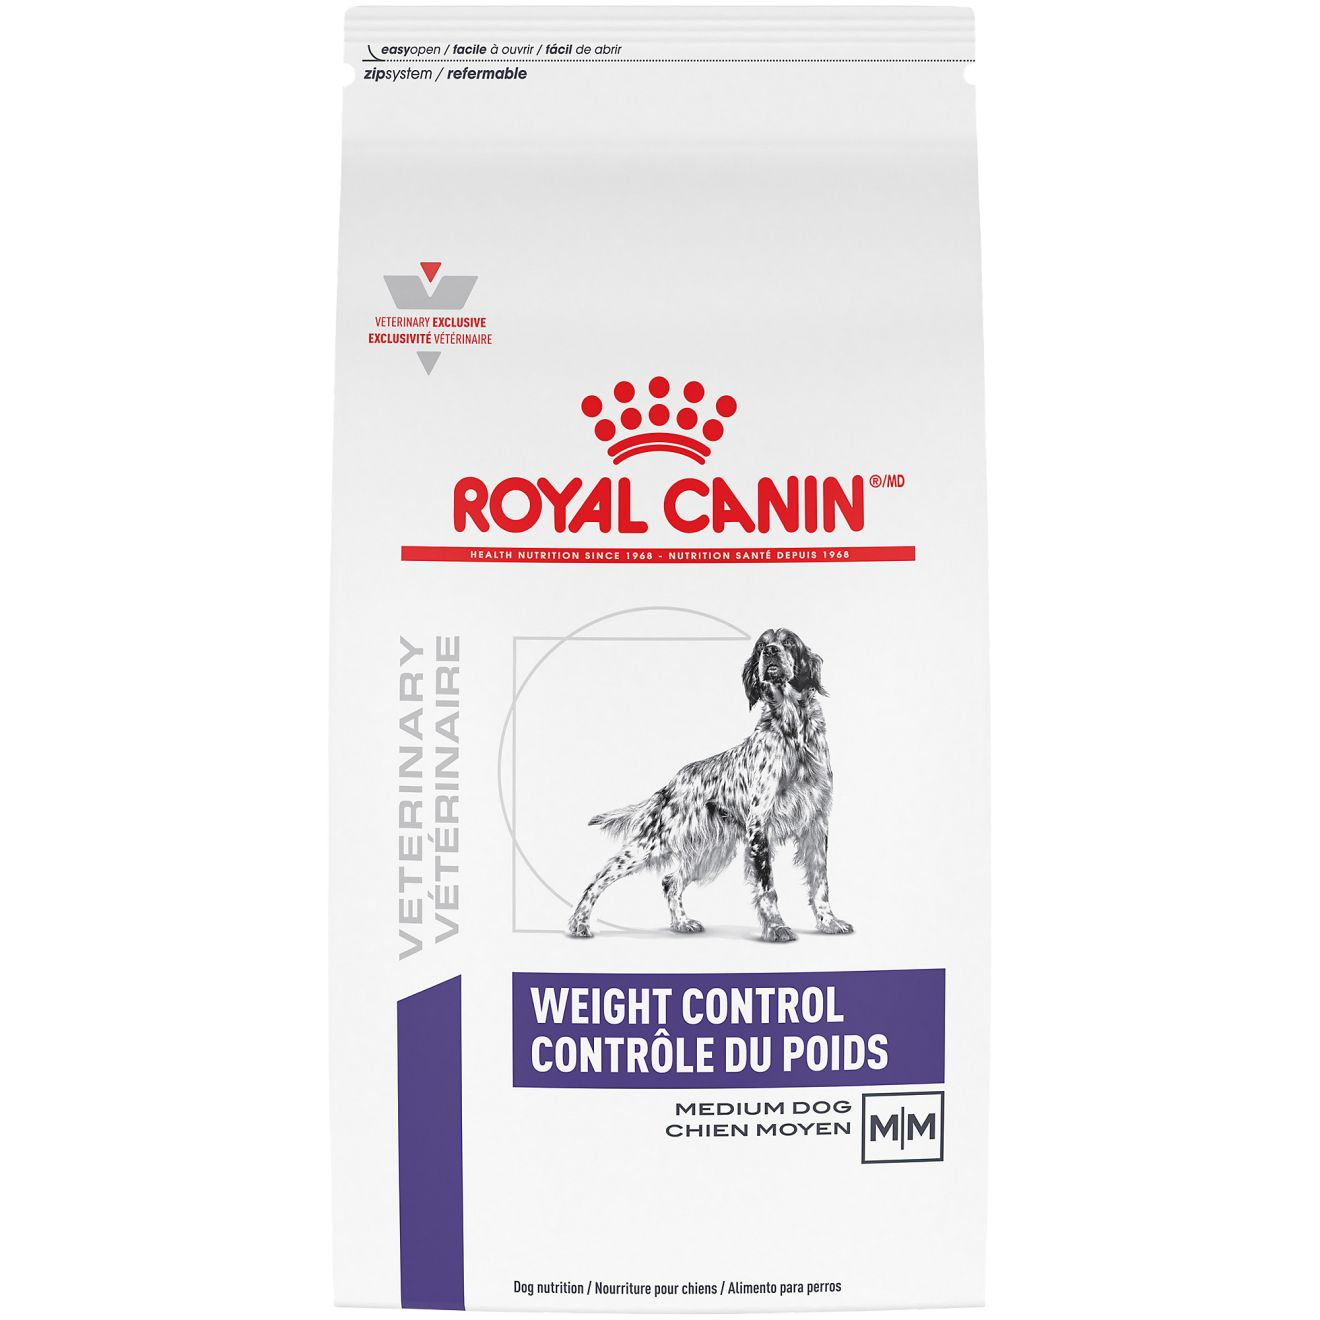 easyopen / facile à ouvrir / fácil de abrir
zipsystem / refermable
VETERINARY EXCLUSIVE
EXCLUSIVITÉ VÉTÉRINAIRE
ROYAL CANIN®/MD
HEALTH NUTRITION SINCE 1968 - NUTRITION SANTÉ DEPUIS 1968
VETERINARY
VÉTÉRINAIRE
WEIGHT CONTROL
CONTRÔLE DU POIDS
MEDIUM DOG
CHIEN MOYEN
M|M
Dog nutrition / Nourriture pour chiens / Alimento para perros